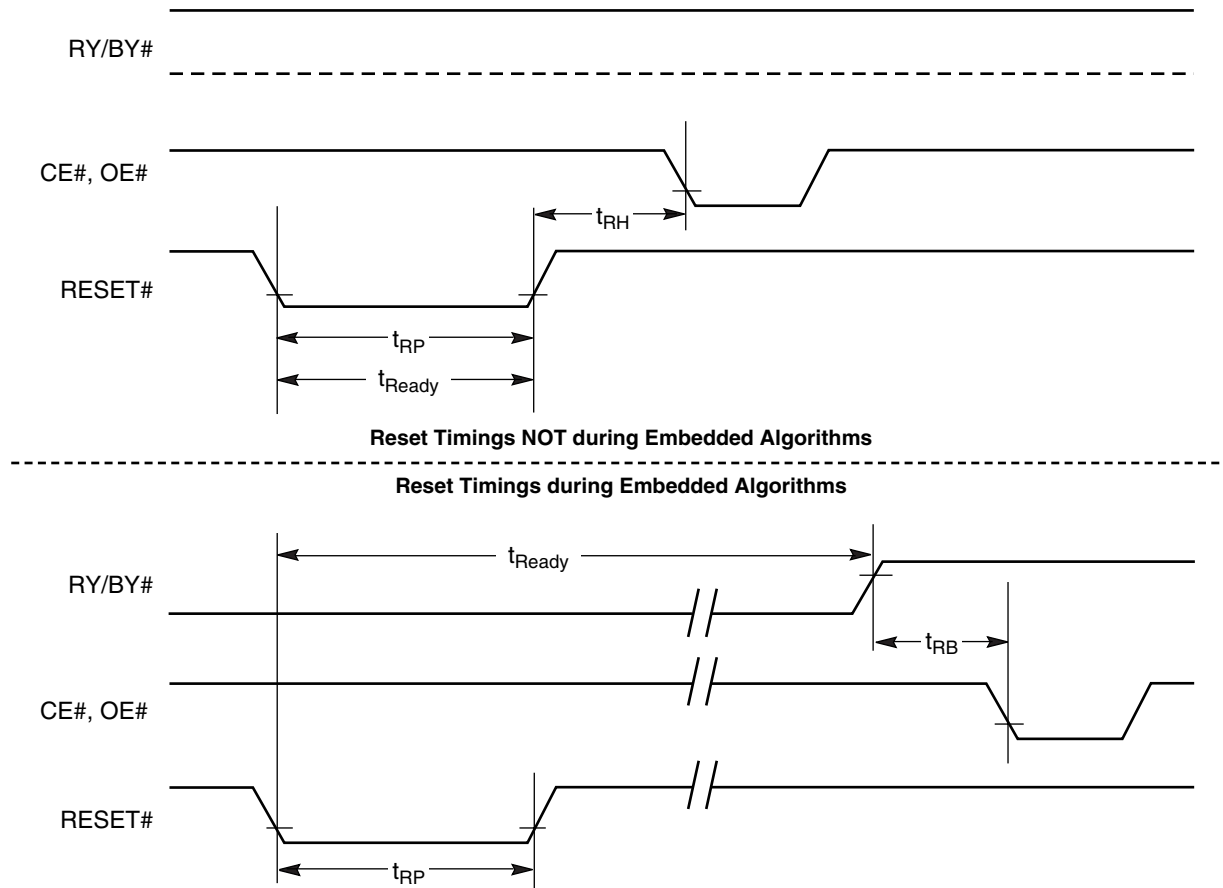 RY/BY#
CE#, OE#
tRH
RESET#
tRP
tReady
Reset Timings NOT during Embedded Algorithms
Reset Timings during Embedded Algorithms
tReady
RY/BY#
tRB
CE#, OE#
RESET#
tRP